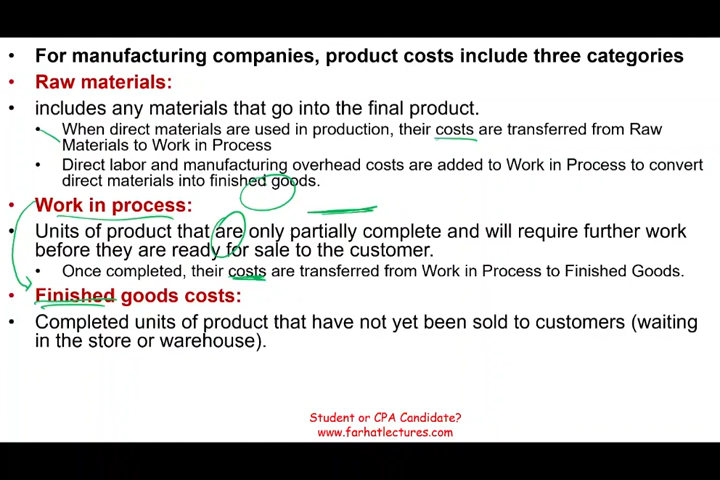 • For manufacturing companies, product costs include three categories
• Raw materials:
• includes any materials that go into the final product.
• When direct materials are used in production, their costs are transferred from Raw
Materials to Work in Process
• Direct labor and manufacturing overhead costs are added to Work in Process to convert
direct materials into finished goods.
• Work in process:
• Units of product that are only partially complete and will require further work
before they are ready for sale to the customer.
• Once completed, their costs are transferred from Work in Process to Finished Goods.
• Finished goods costs:
• Completed units of product that have not yet been sold to customers (waiting
in the store or warehouse).
Student or CPA Candidate?
www.farhatlectures.com